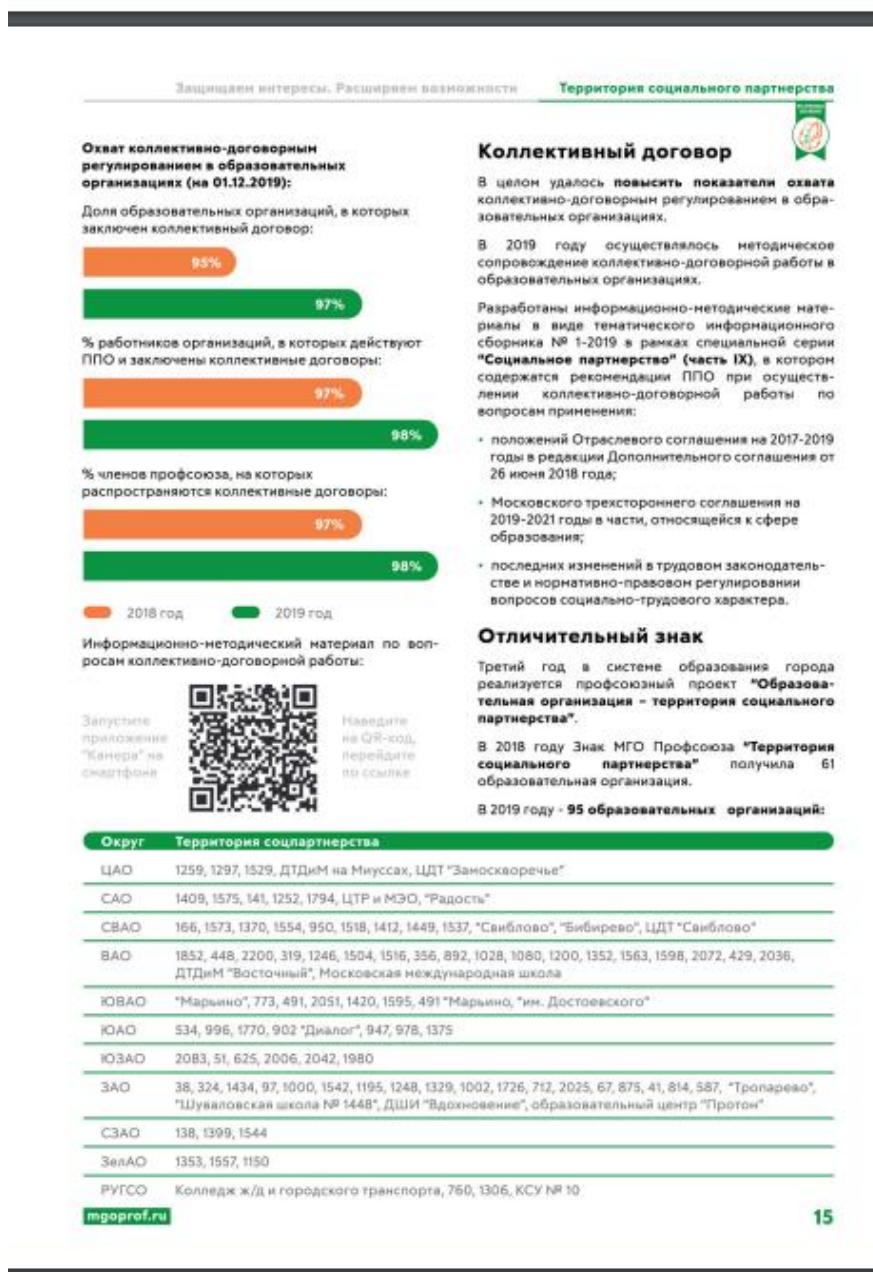 Защищаем интересы. Расширяем возможности
Территория социального партнерства
Охват коллективно-договорным
регулированием в образовательных
организациях (на 01.12.2019):
Доля образовательных организаций, в которых
заключен коллективный договор:
95%
97%
% работников организаций, в которых действуют
ППО и заключены коллективные договоры:
97%
98%
% членов профсоюза, на которых
распространяются коллективные договоры:
97%
98%
2018 год
2019 год
Информационно-методический материал по воп-
росам коллективно-договорной работы:
Запустите
приложение
"Камера" на
смартфоне
Наведите
на QR-код,
перейдите
по ссылке
Коллективный договор
В целом удалось повысить показатели охвата
коллективно-договорным регулированием в обра-
зовательных организациях.
В 2019 году осуществлялось методическое
сопровождение коллективно-договорной работы в
образовательных организациях.
Разработаны информационно-методические мате-
риалы в виде тематического информационного
сборника № 1-2019 в рамках специальной серии
"Социальное партнерство" (часть IX), в котором
содержатся рекомендации ППО при осуществ-
лении коллективно-договорной работы по
вопросам применения:
• положений Отраслевого соглашения на 2017-2019
годы в редакции Дополнительного соглашения от
26 июня 2018 года;
• Московского трехстороннего соглашения на
2019-2021 годы в части, относящейся к сфере
образования;
• последних изменений в трудовом законодатель-
стве и нормативно-правовом регулировании
вопросов социально-трудового характера.
Отличительный знак
Третий год в системе образования города
реализуется профсоюзный проект "Образова-
тельная организация – территория социального
партнерства".
В 2018 году Знак МГО Профсоюза "Территория
социального партнерства" получила 61
образовательная организация.
В 2019 году - 95 образовательных организаций:
Округ Территория соцпартнерства
ЦАО 1259, 1297, 1529, ДТДиМ на Миуссах, ЦДТ "Замоскворечье"
САО 1409, 1575, 141, 1252, 1794, ЦТР и МЭО, "Радость"
СВАО 166, 1573, 1370, 1554, 950, 1518, 1412, 1449, 1537, "Свиблово", "Бибирево", ЦДТ "Свиблово"
ВАО 1852, 448, 2200, 319, 1246, 1504, 1516, 356, 892, 1028, 1080, 1200, 1352, 1563, 1598, 2072, 429, 2036,
ДТДиМ "Восточный", Московская международная школа
ЮВАО "Марьино", 773, 491, 2051, 1420, 1595, 491 "Марьино, "им. Достоевского"
ЮАО 534, 996, 1770, 902 "Диалог", 947, 978, 1375
ЮЗАО 2083, 51, 625, 2006, 2042, 1980
ЗАО 38, 324, 1434, 97, 1000, 1542, 1195, 1248, 1329, 1002, 1726, 712, 2025, 67, 875, 41, 814, 587, "Тропарево",
"Шуваловская школа № 1448", ДШИ "Вдохновение", образовательный центр "Протон"
СЗАО 138, 1399, 1544
ЗелАО 1353, 1557, 1150
РУГСО Колледж ж/д и городского транспорта, 760, 1306, КСУ № 10
mgoprof.ru
15